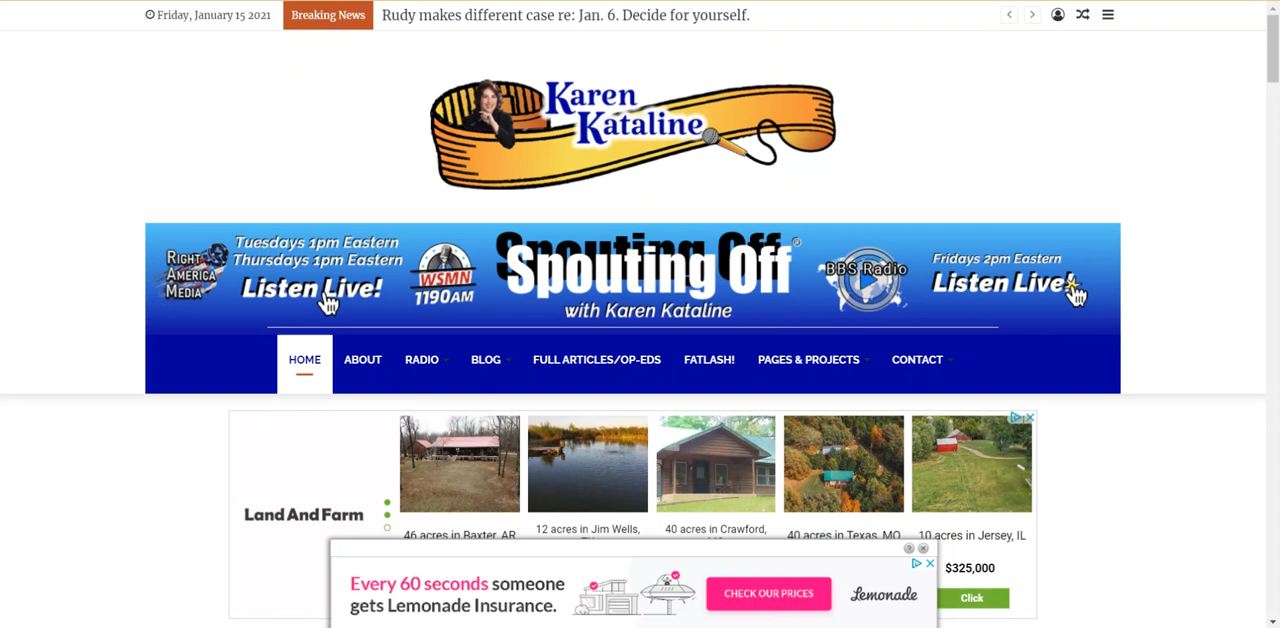 Friday, January 15 2021
Breaking News
Rudy makes different case re: Jan. 6. Decide for yourself.
Karen
Kataline
RIGHT
AMERICA
MEDIA
Tuesdays 1pm Eastern
Thursdays 1pm Eastern
Listen Live!
WSMN
1190AM
Spouting Off
Spouting Off®
with Karen Kataline
BBS Radio
Fridays 2pm Eastern
Listen Live!
HOME
ABOUT
RADIO
BLOG
FULL ARTICLES/OP-EDS
FATLASH!
PAGES & PROJECTS
CONTACT
Land And Farm
46 acres in Baxter, AR
12 acres in Jim Wells,
40 acres in Crawford,
40 acres in Texas, MO
10 acres in Jersey, IL
$325,000
Click
Every 60 seconds someone
gets Lemonade Insurance.
CHECK OUR PRICES
Lemonade